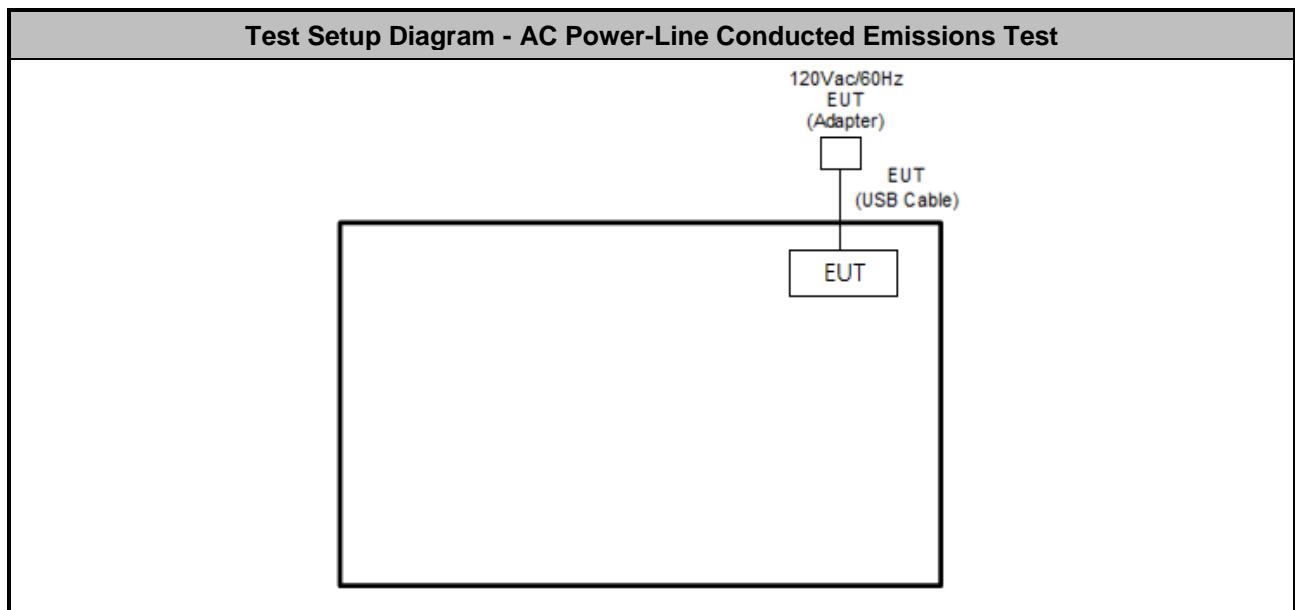 Test Setup Diagram - AC Power-Line Conducted Emissions Test
120Vac/60Hz
EUT
(Adapter)
EUT
(USB Cable)
EUT